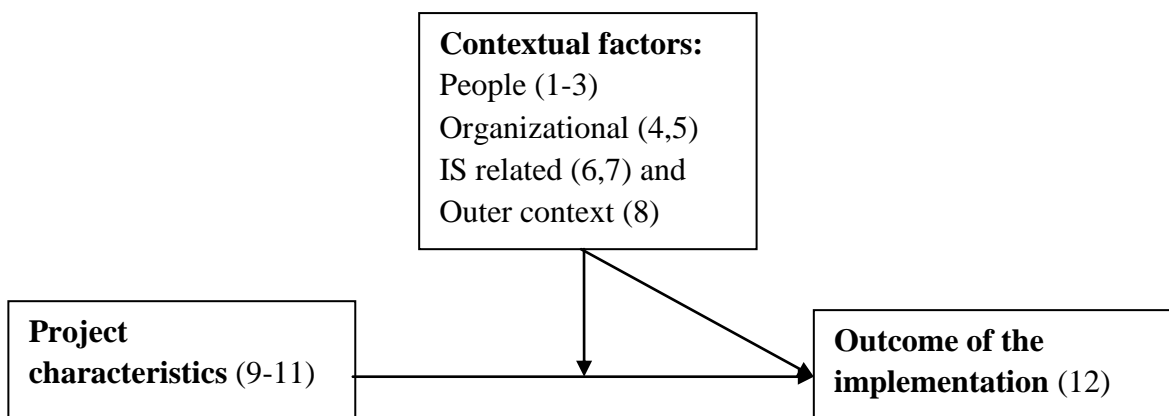 Contextual factors:
People (1-3)
Organizational (4,5)
IS related (6,7) and
Outer context (8)
Project
characteristics (9-11)
Outcome of the
implementation (12)